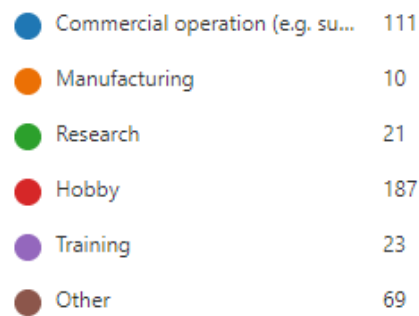 Commercial operation (e.g. su... 111
Manufacturing 10
Research 21
Hobby 187
Training 23
Other 69